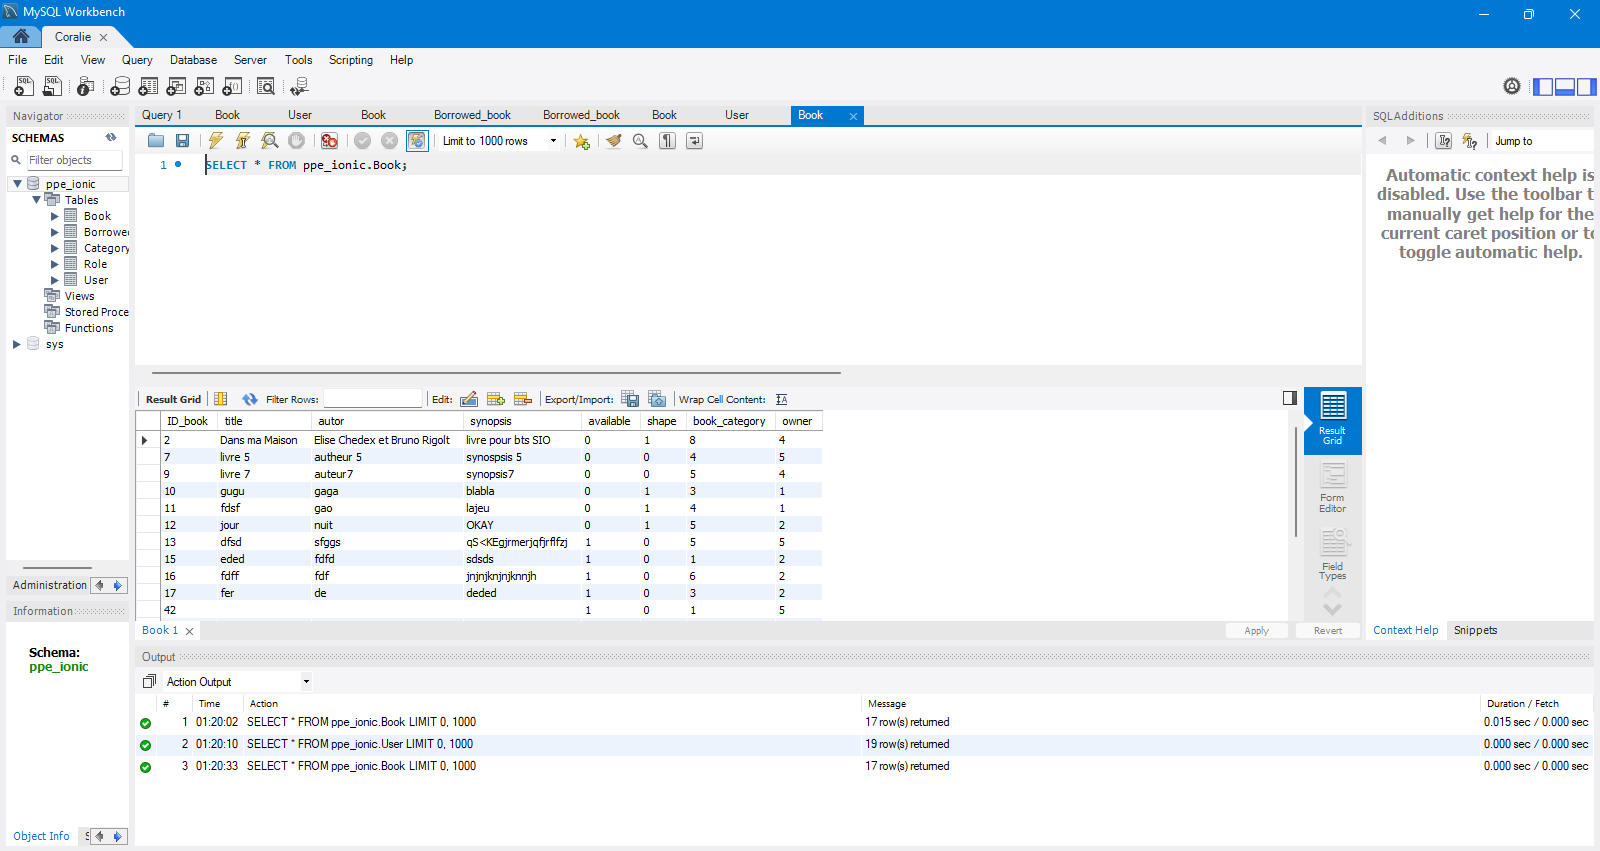 MySQL Workbench
Coralie
File Edit View Query Database Server Tools Scripting Help
Navigator
SCHEMAS
Filter objects
ppe_ionic
Tables
Book
Borrowe
Category
Role
User
Views
Stored Proce
Functions
sys
Administration
Information
Schema:
ppe_ionic
Object Info
Query 1 Book User Book Borrowed_book Borrowed_book Book User Book
Limit to 1000 rows
1 SELECT * FROM ppe_ionic.Book;
Result Grid Filter Rows: Edit: Export/Import: Wrap Cell Content: IA
ID_book title autor synopsis available shape book_category owner
2 Dans ma Maison Elise Chedex et Bruno Rigolt livre pour bts SIO 0 1 8 4
7 livre 5 autheur 5 synospsis 5 0 0 4 5
9 livre 7 auteur7 synopsis7 0 0 5 4
10 gugu gaga blabla 0 1 3 1
11 fdsf gao lajeu 0 1 4 1
12 jour nuit OKAY 0 1 5 2
13 dfsd sfggs qS<KEgjrmerjqfjrflfzj 1 0 5 5
15 eded fdfd sdsds 1 0 1 2
16 fdff fdf jnjnjknjnjknnjh 1 0 6 2
17 fer de deded 1 0 3 2
42 1 0 1 5
Result
Grid
Form
Editor
Field
Types
Book 1
Apply Revert
SQLAdditions
Jump to
Automatic context help is
disabled. Use the toolbar t
manually get help for the
current caret position or to
toggle automatic help.
Context Help Snippets
Output
Action Output
# Time Action Message Duration / Fetch
1 01:20:02 SELECT * FROM ppe_ionic.Book LIMIT 0, 1000 17 row(s) returned 0.015 sec / 0.000 sec
2 01:20:10 SELECT * FROM ppe_ionic.User LIMIT 0, 1000 19 row(s) returned 0.000 sec / 0.000 sec
3 01:20:33 SELECT * FROM ppe_ionic.Book LIMIT 0, 1000 17 row(s) returned 0.000 sec / 0.000 sec